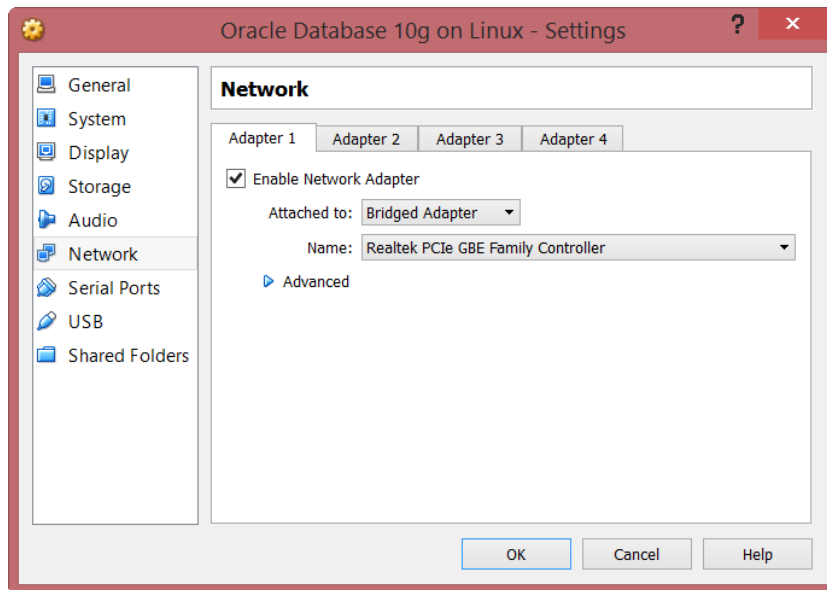 Oracle Database 10g on Linux - Settings
?
General
System
Display
Storage
Audio
Network
Serial Ports
USB
Shared Folders
Network
Adapter 1 Adapter 2 Adapter 3 Adapter 4
Enable Network Adapter
Attached to: Bridged Adapter
Name: Realtek PCIe GBE Family Controller
Advanced
OK Cancel Help